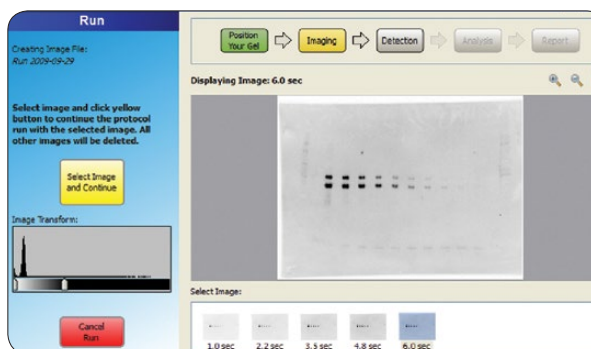 Run
Creating Image File:
Run 2009-09-29
Select image and click yellow
button to continue the protocol
run with the selected image. All
other images will be deleted.
Select Image
and Continue
Image Transform:
Cancel
Run
Position
Your Gel
Imaging
Detection
Analysis
Report
Displaying Image: 6.0 sec
Select Image:
1.0 sec
2.2 sec
3.5 sec
4.8 sec
6.0 sec